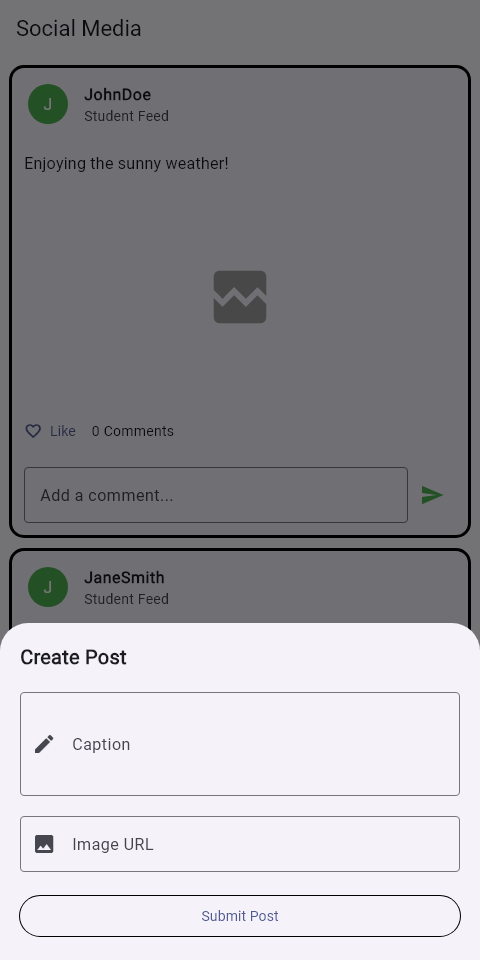 Social Media
J
JohnDoe
Student Feed
Enjoying the sunny weather!
Like
0 Comments
Add a comment...
J
JaneSmith
Student Feed
Create Post
Caption
Image URL
Submit Post